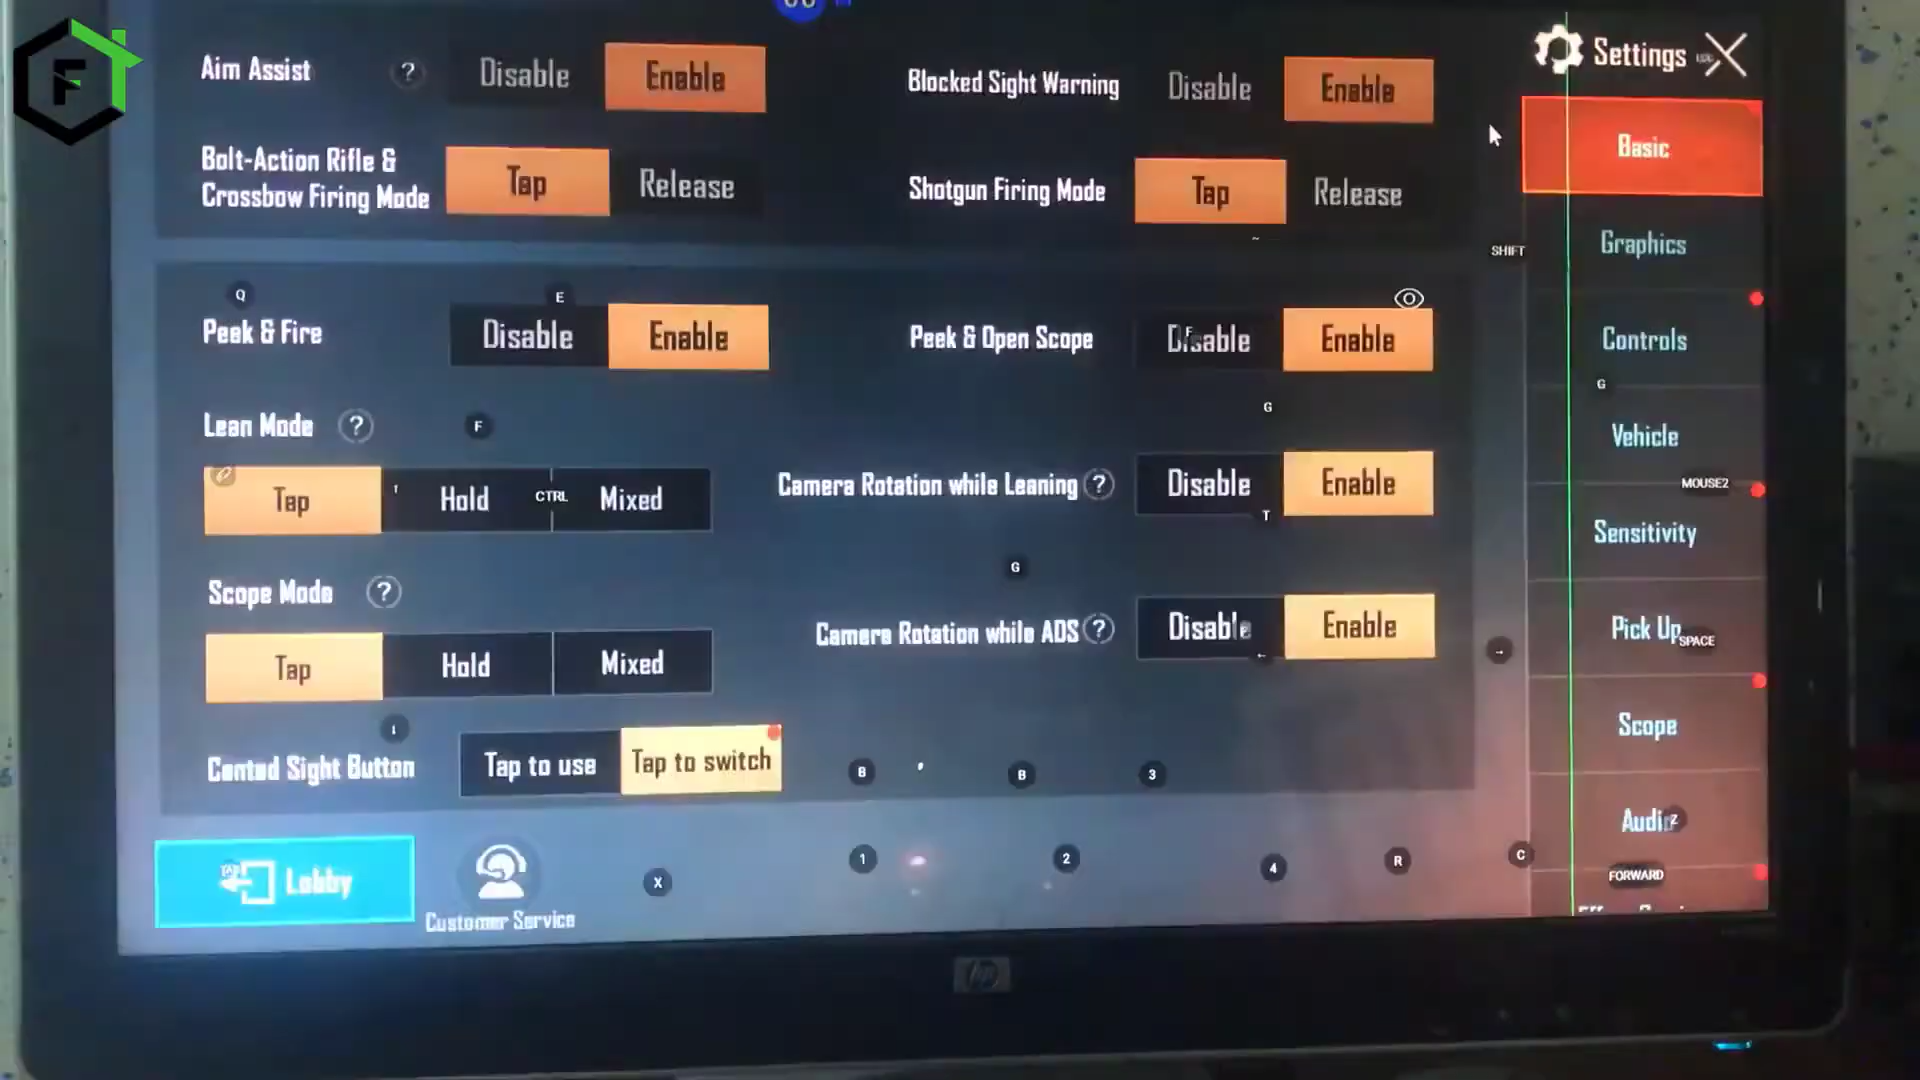 Settings
Aim Assist ? Disable Enable
Blocked Sight Warning Disable Enable
Basic
Bolt-Action Rifle &
Crossbow Firing Mode Tap Release
Shotgun Firing Mode Tap Release
SHIFT
Graphics
Q E
Peek & Fire Disable Enable
Peek & Open Scope Disable Enable
F
Controls
G
G
Lean Mode ? F
Vehicle
Tap Hold CTRL Mixed
Camera Rotation while Leaning ? Disable Enable
MOUSE2
T
Sensitivity
G
Scope Mode ?
Camera Rotation while ADS ? Disable Enable
Pick Up
SPACE
Tap Hold Mixed
Scope
Canted Sight Button Tap to use Tap to switch
B B 3
Audio
Z
TAB Lobby
Customer Service
X 1 2 4 R C
FORWARD
hp
F